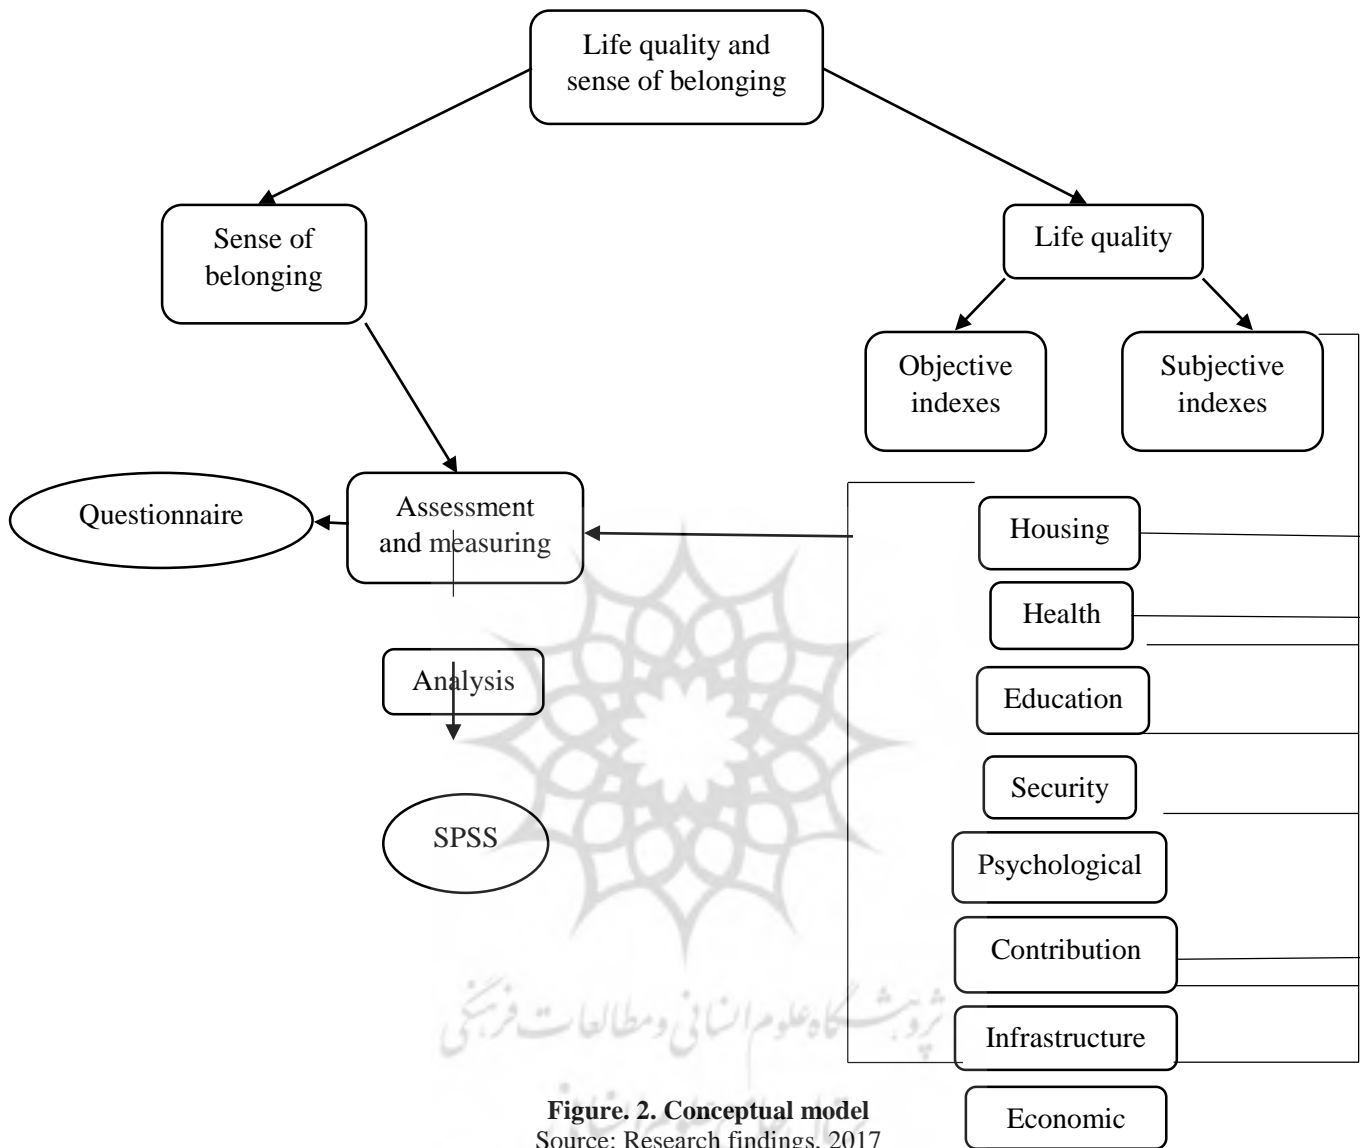 Life quality and
sense of belonging
Sense of
belonging
Life quality
Objective
indexes
Subjective
indexes
Questionnaire
Assessment
and measuring
Housing
Health
Analysis
Education
Security
SPSS
Psychological
Contribution
پژوهشگاه علوم انسانی و مطالعات فرهنگی
Infrastructure
Economic
Figure. 2. Conceptual model
Source: Research findings, 2017